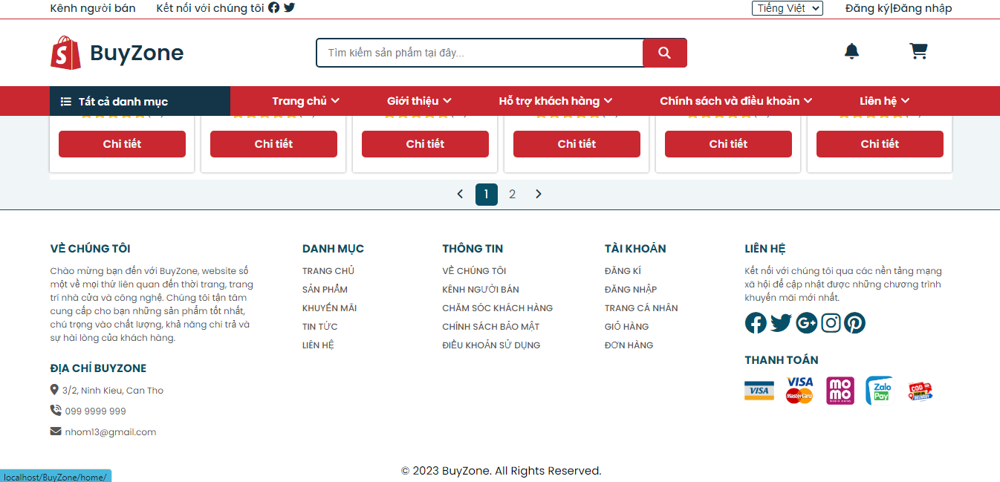 Kênh người bán Kết nối với chúng tôi Tiếng Việt Đăng ký|Đăng nhập
S BuyZone Tìm kiếm sản phẩm tại đây...
Tất cả danh mục Trang chủ Giới thiệu Hỗ trợ khách hàng Chính sách và điều khoản Liên hệ
Chi tiết Chi tiết Chi tiết Chi tiết Chi tiết Chi tiết
1 2
VỀ CHÚNG TÔI
Chào mừng bạn đến với BuyZone, website số
một về mọi thứ liên quan đến thời trang, trang
trí nhà cửa và công nghệ. Chúng tôi tận tâm
cung cấp cho bạn những sản phẩm tốt nhất,
chú trọng vào chất lượng, khả năng chi trả và
sự hài lòng của khách hàng.
ĐỊA CHỈ BUYZONE
3/2, Ninh Kieu, Can Tho
099 9999 999
nhom13@gmail.com
DANH MỤC
TRANG CHỦ
SẢN PHẨM
KHUYẾN MÃI
TIN TỨC
LIÊN HỆ
THÔNG TIN
VỀ CHÚNG TÔI
KÊNH NGƯỜI BÁN
CHĂM SÓC KHÁCH HÀNG
CHÍNH SÁCH BẢO MẬT
ĐIỀU KHOẢN SỬ DỤNG
TÀI KHOẢN
ĐĂNG KÍ
ĐĂNG NHẬP
TRANG CÁ NHÂN
GIỎ HÀNG
ĐƠN HÀNG
LIÊN HỆ
Kết nối với chúng tôi qua các nền tảng mạng
xã hội để cập nhật được những chương trình
khuyến mãi mới nhất.
THANH TOÁN
VISA
VISA
MasterCard
mo
mo
Zalo
Pay
COD
DELIVERY
© 2023 BuyZone. All Rights Reserved.
localhost/BuyZone/home/